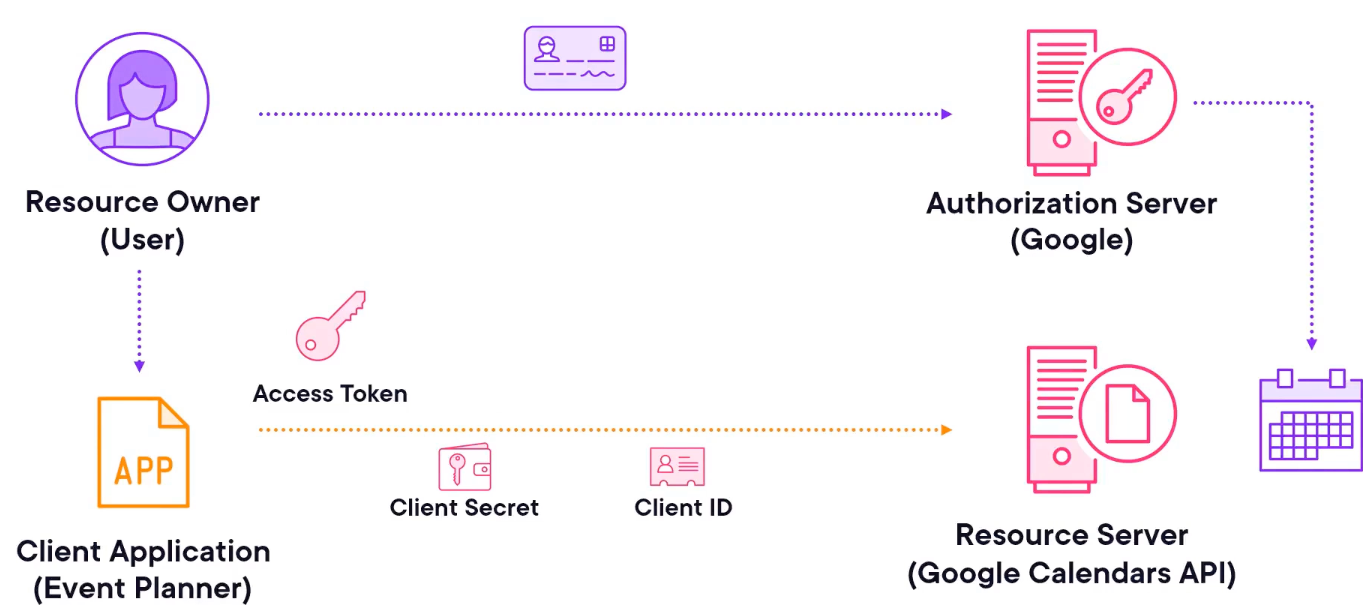 Resource Owner
(User)
Authorization Server
(Google)
Access Token
APP
Client Secret
Client ID
Client Application
(Event Planner)
Resource Server
(Google Calendars API)